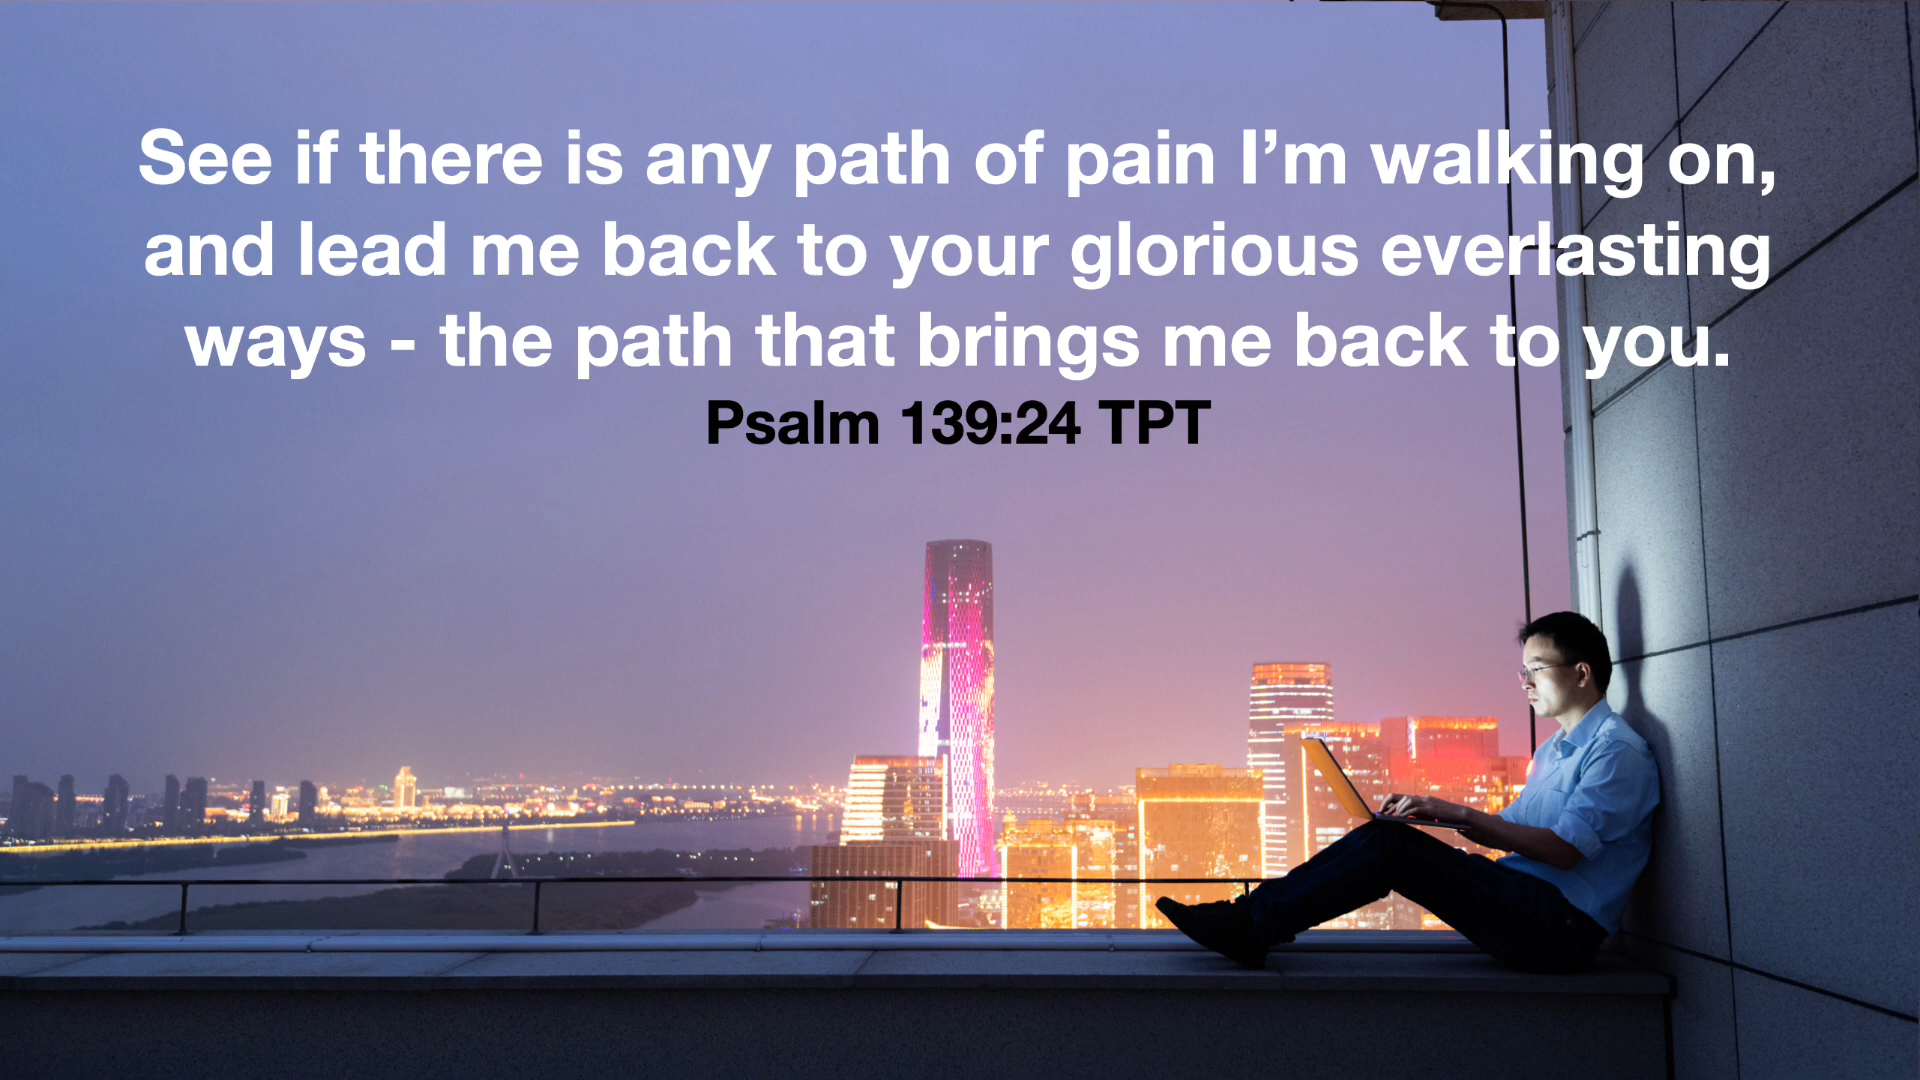 See if there is any path of pain I’m walking on,
and lead me back to your glorious everlasting
ways - the path that brings me back to you.
Psalm 139:24 TPT